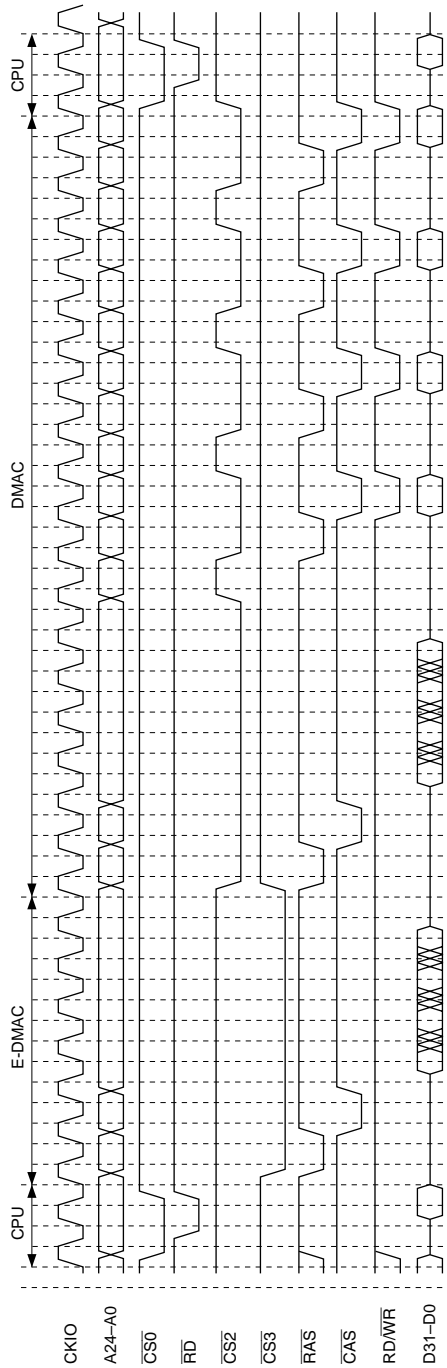 CPU
E-DMAC
DMAC
CPU
CKIO
A24–A0
CS0
RD
CS2
CS3
RAS
CAS
RD/WR
D31–D0